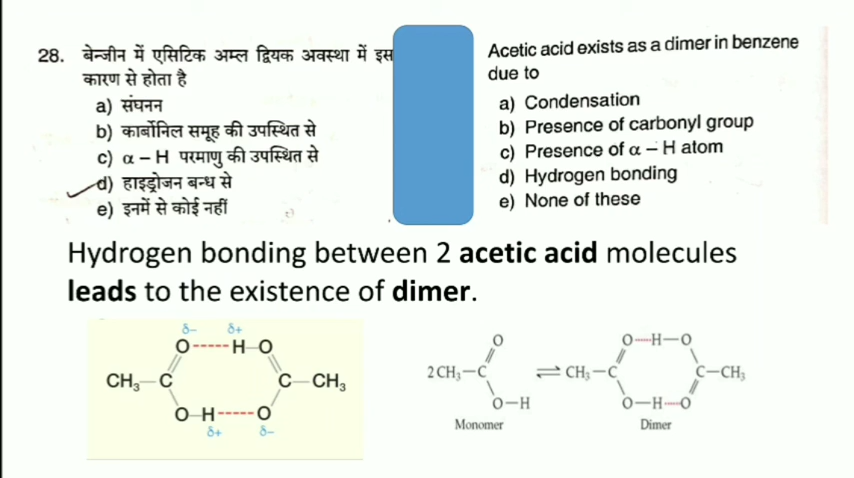 28. बेन्जीन में एसिटिक अम्ल द्वियक अवस्था में इस
कारण से होता है
a) संघनन
b) कार्बोनिल समूह की उपस्थित से
c) α – H परमाणु की उपस्थित से
d) हाइड्रोजन बन्ध से
e) इनमें से कोई नहीं
Acetic acid exists as a dimer in benzene
due to
a) Condensation
b) Presence of carbonyl group
c) Presence of α – H atom
d) Hydrogen bonding
e) None of these
Hydrogen bonding between 2 acetic acid molecules
leads to the existence of dimer.
δ– δ+
O-----H–O
CH₃–C C–CH₃
O–H-----O
δ+ δ–
O O·····H–O
2 CH₃–C ⇌ CH₃–C C–CH₃
O–H O–H·····O
Monomer Dimer